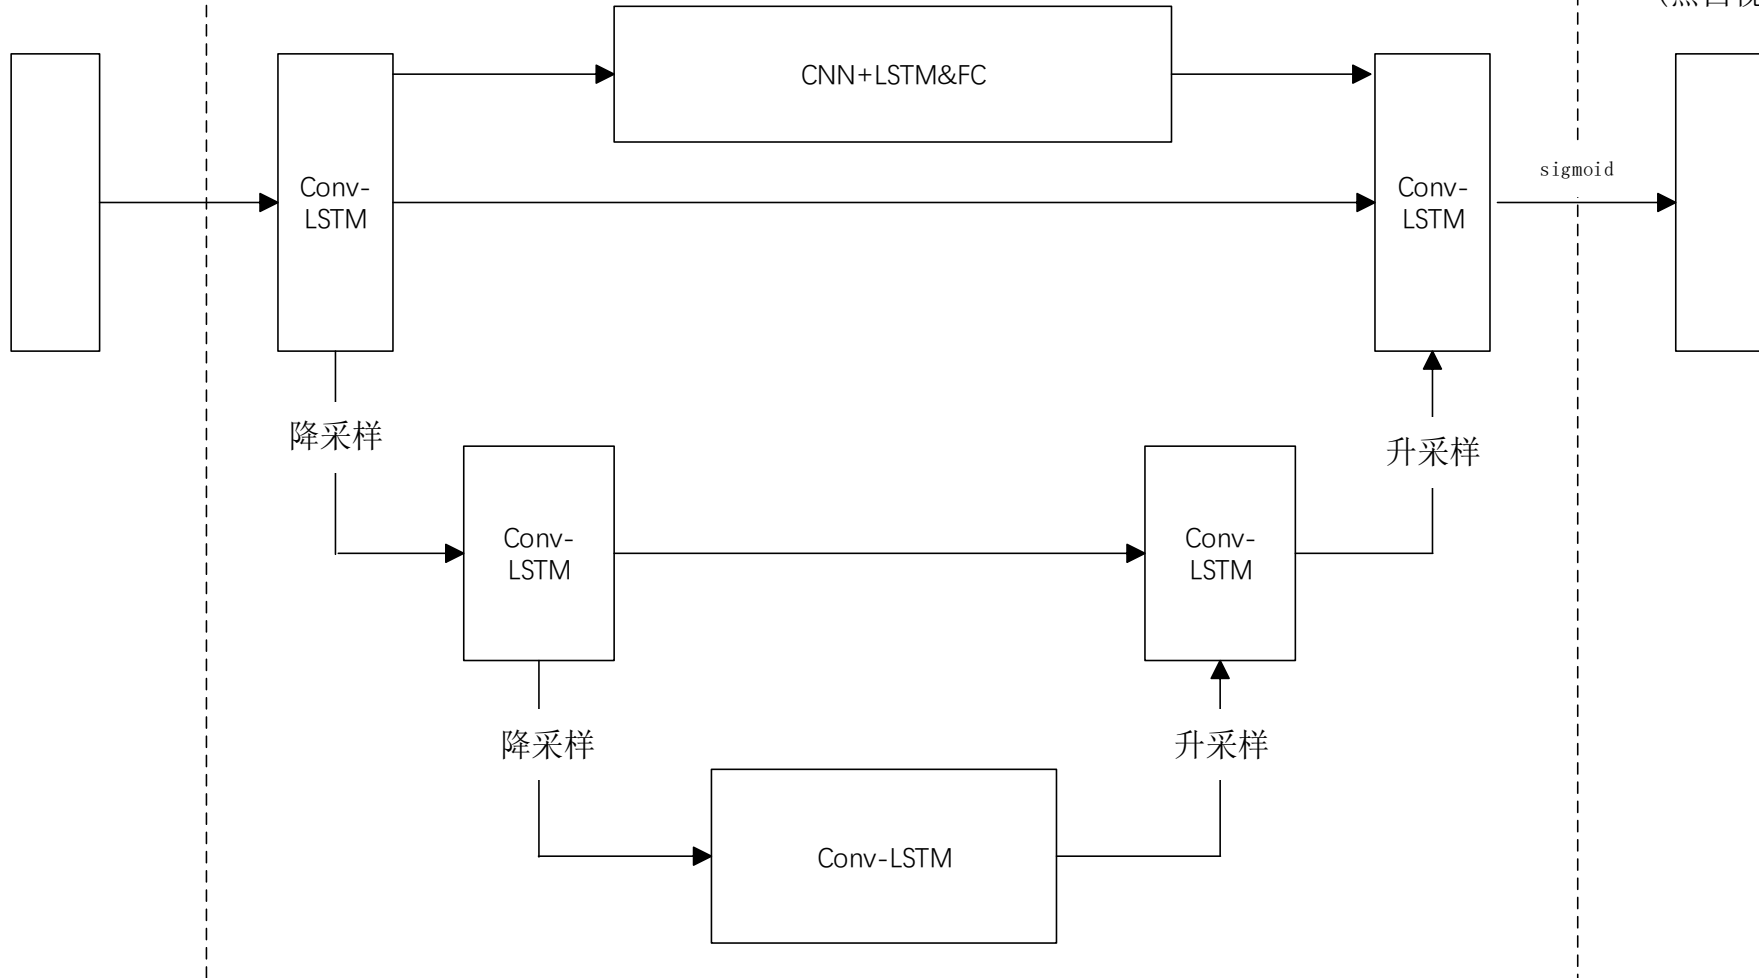 CNN+LSTM&FC
Conv-
LSTM
Conv-
LSTM
sigmoid
降采样
升采样
Conv-
LSTM
Conv-
LSTM
降采样
升采样
Conv-LSTM